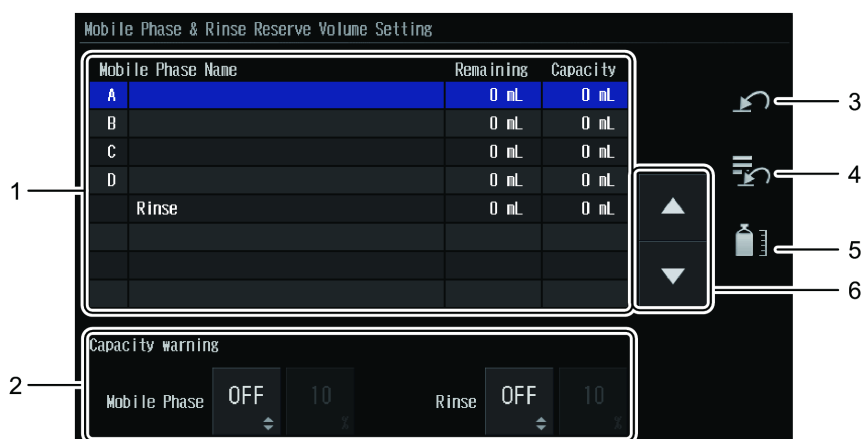 Mobile Phase & Rinse Reserve Volume Setting
Mobile Phase Name Remaining Capacity
A 0 mL 0 mL
B 0 mL 0 mL
C 0 mL 0 mL
D 0 mL 0 mL
Rinse 0 mL 0 mL
Capacity warning
Mobile Phase OFF 10 % Rinse OFF 10 %
1
2
3
4
5
6